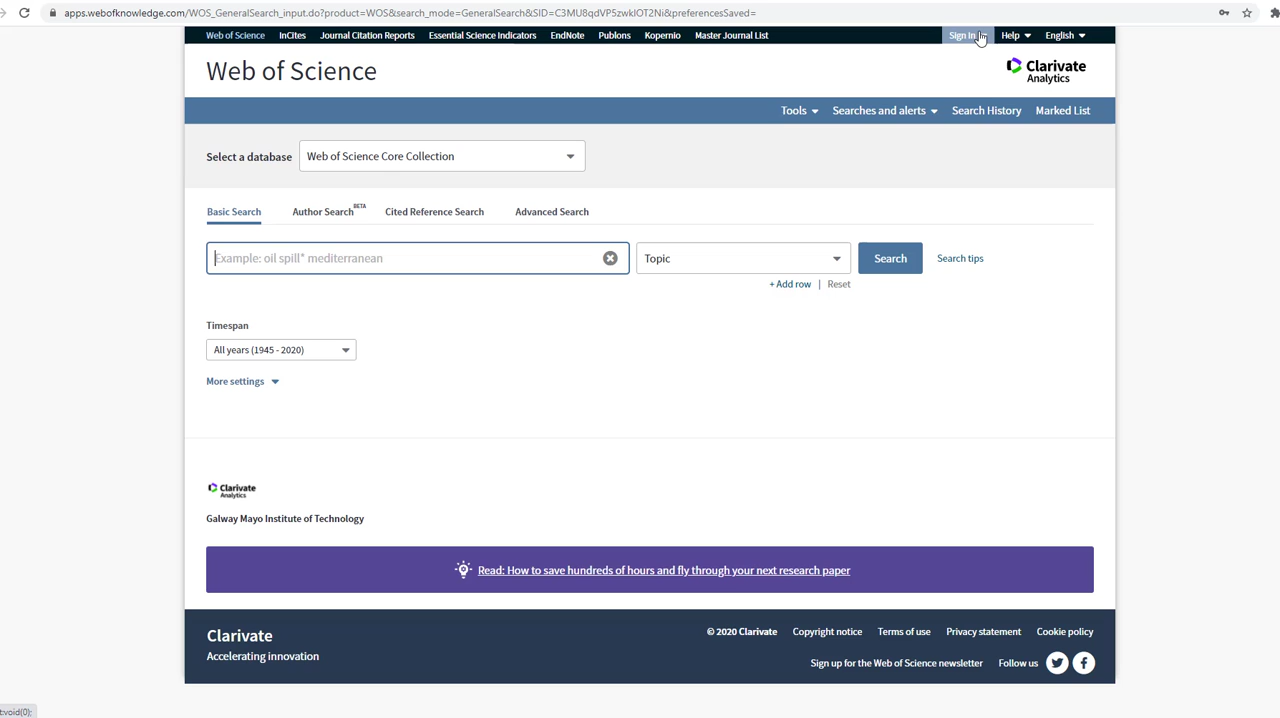 apps.webofknowledge.com/WOS_GeneralSearch_input.do?product=WOS&search_mode=GeneralSearch&SID=C3MU8qdVP5zwklOT2Ni&preferencesSaved=
Web of Science InCites Journal Citation Reports Essential Science Indicators EndNote Publons Kopernio Master Journal List Sign In Help English
Web of Science
Clarivate
Analytics
Tools Searches and alerts Search History Marked List
Select a database Web of Science Core Collection
Basic Search Author Search BETA Cited Reference Search Advanced Search
Example: oil spill* mediterranean Topic Search Search tips
+ Add row | Reset
Timespan
All years (1945 - 2020)
More settings
Clarivate
Analytics
Galway Mayo Institute of Technology
Read: How to save hundreds of hours and fly through your next research paper
Clarivate
Accelerating innovation
© 2020 Clarivate Copyright notice Terms of use Privacy statement Cookie policy
Sign up for the Web of Science newsletter Follow us
t:void(0);